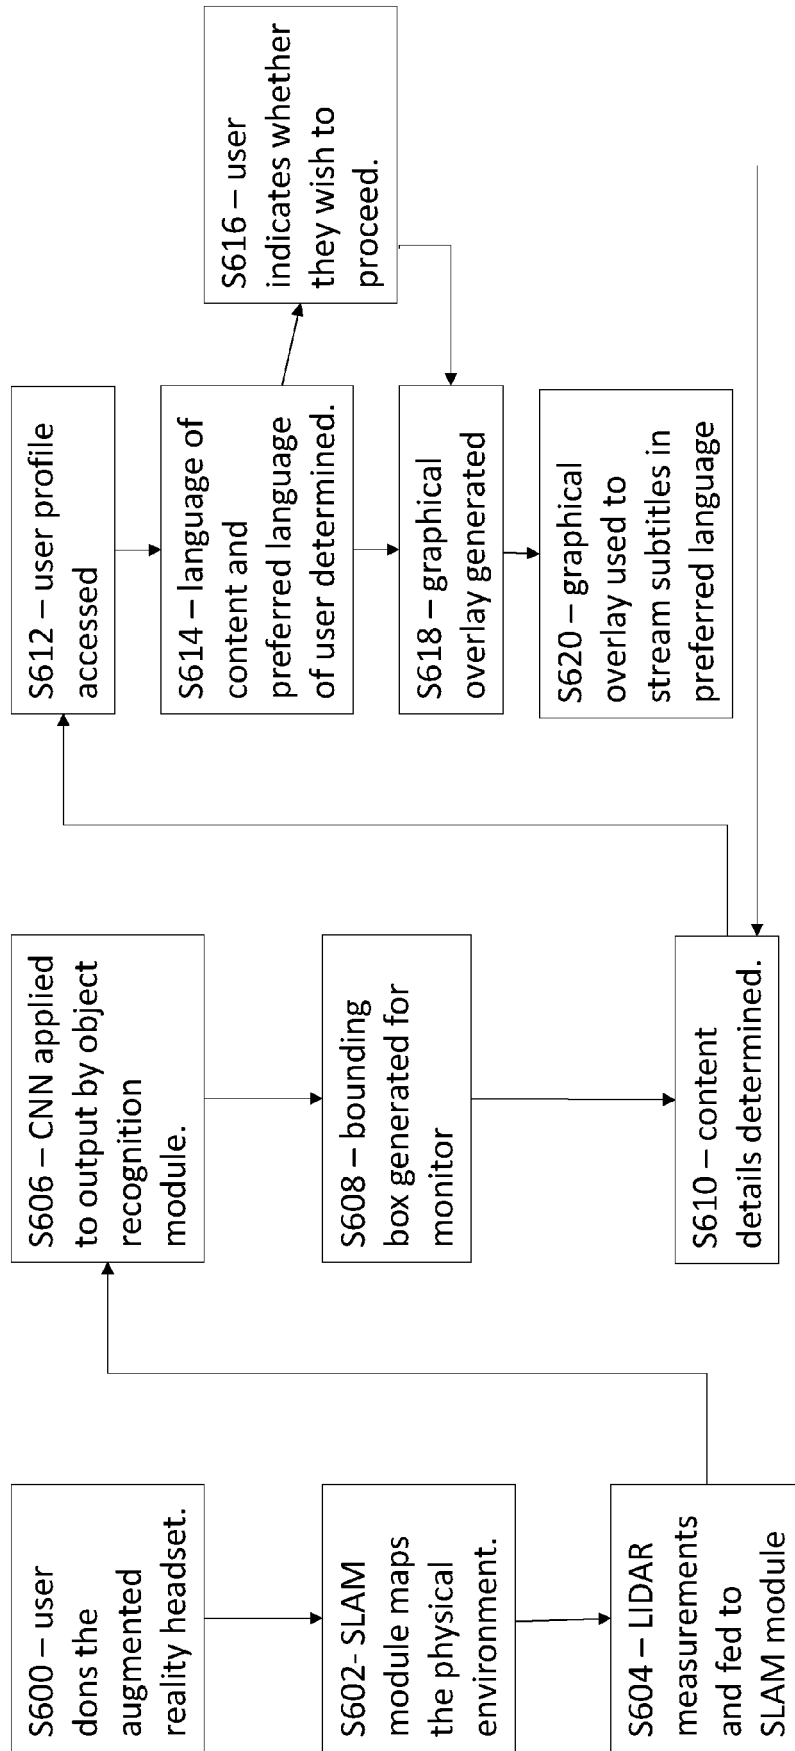 S600 – user
dons the
augmented
reality headset.
S602- SLAM
module maps
the physical
environment.
S604 – LIDAR
measurements
and fed to
SLAM module
S606 – CNN applied
to output by object
recognition
module.
S608 – bounding
box generated for
monitor
S610 – content
details determined.
S612 – user profile
accessed
S614 – language of
content and
preferred language
of user determined.
S616 – user
indicates whether
they wish to
proceed.
S618 – graphical
overlay generated
S620 – graphical
overlay used to
stream subtitles in
preferred language